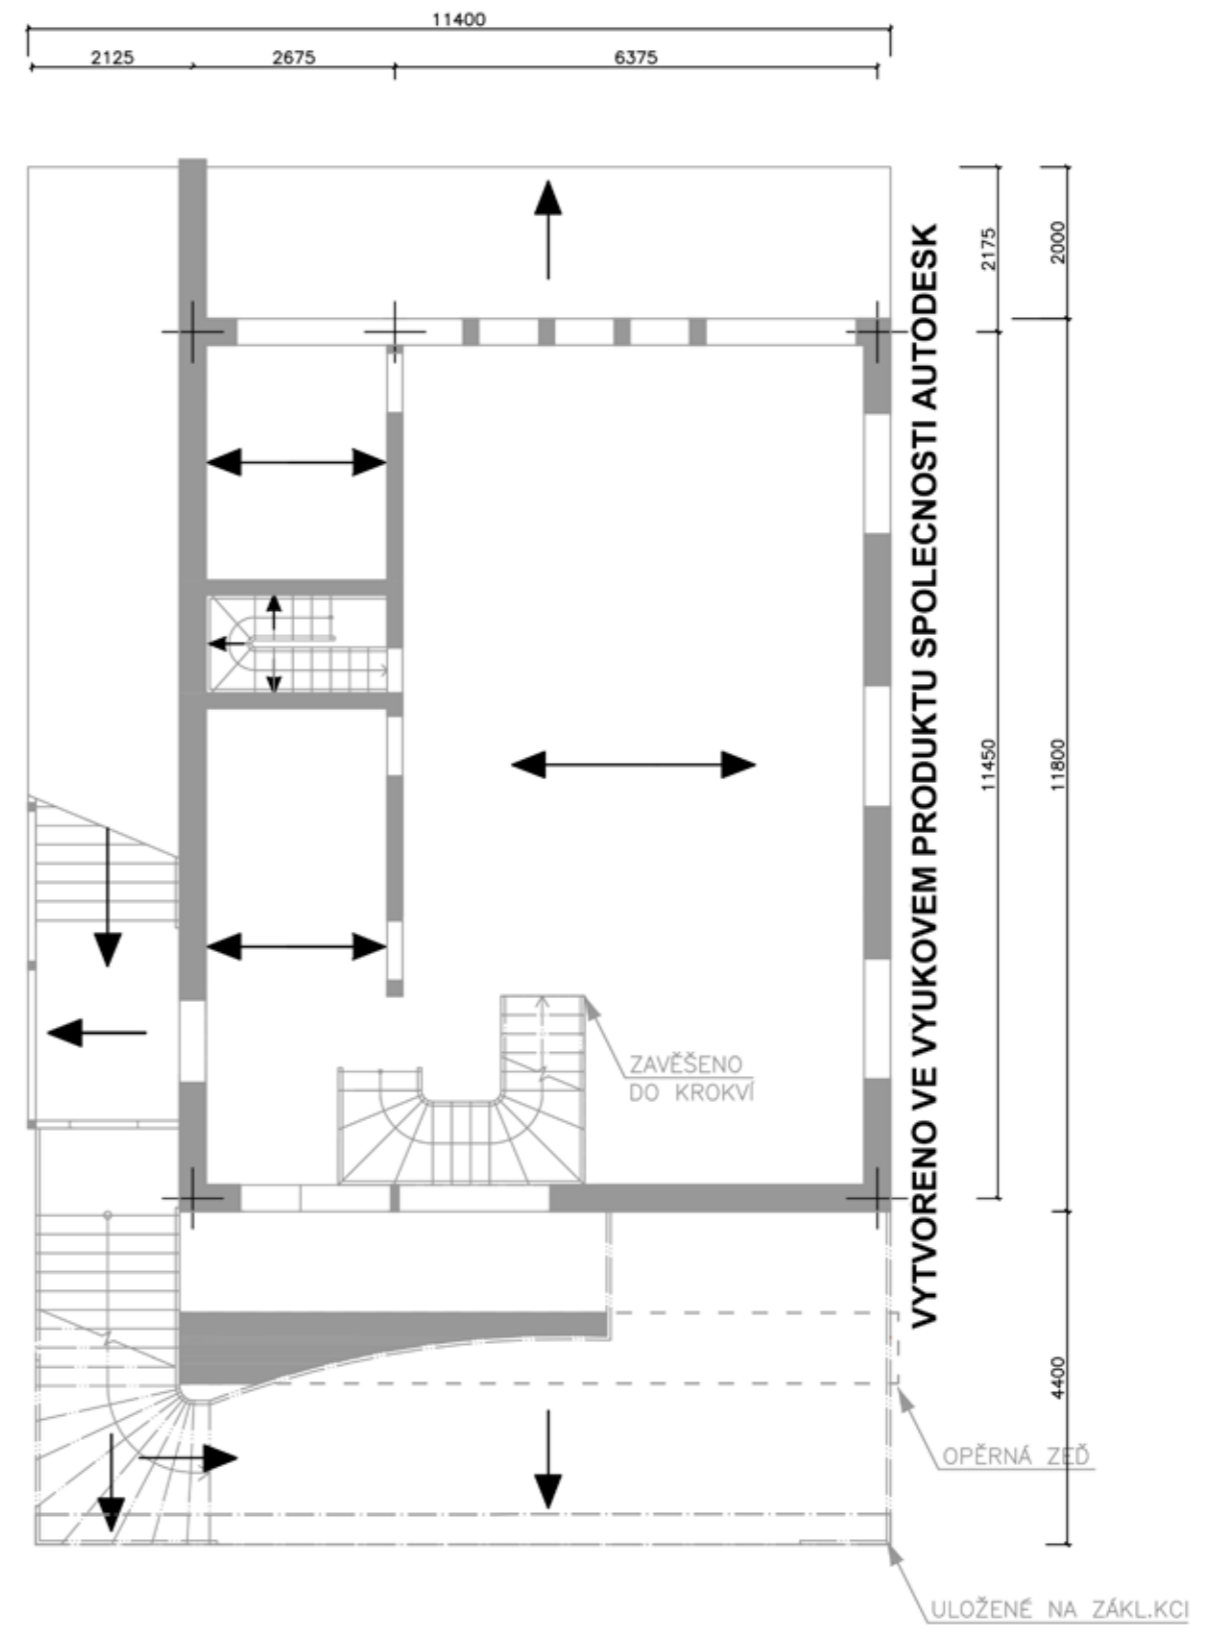 11400
2125
2675
6375
2175
2000
VYTVORENO VE VYUKOVEM PRODUKTU SPOLECNOSTI AUTODESK
11450
11800
ZAVĚŠENO
DO KROKVÍ
4400
OPĚRNÁ ZEĎ
ULOŽENÉ NA ZÁKL.KCI